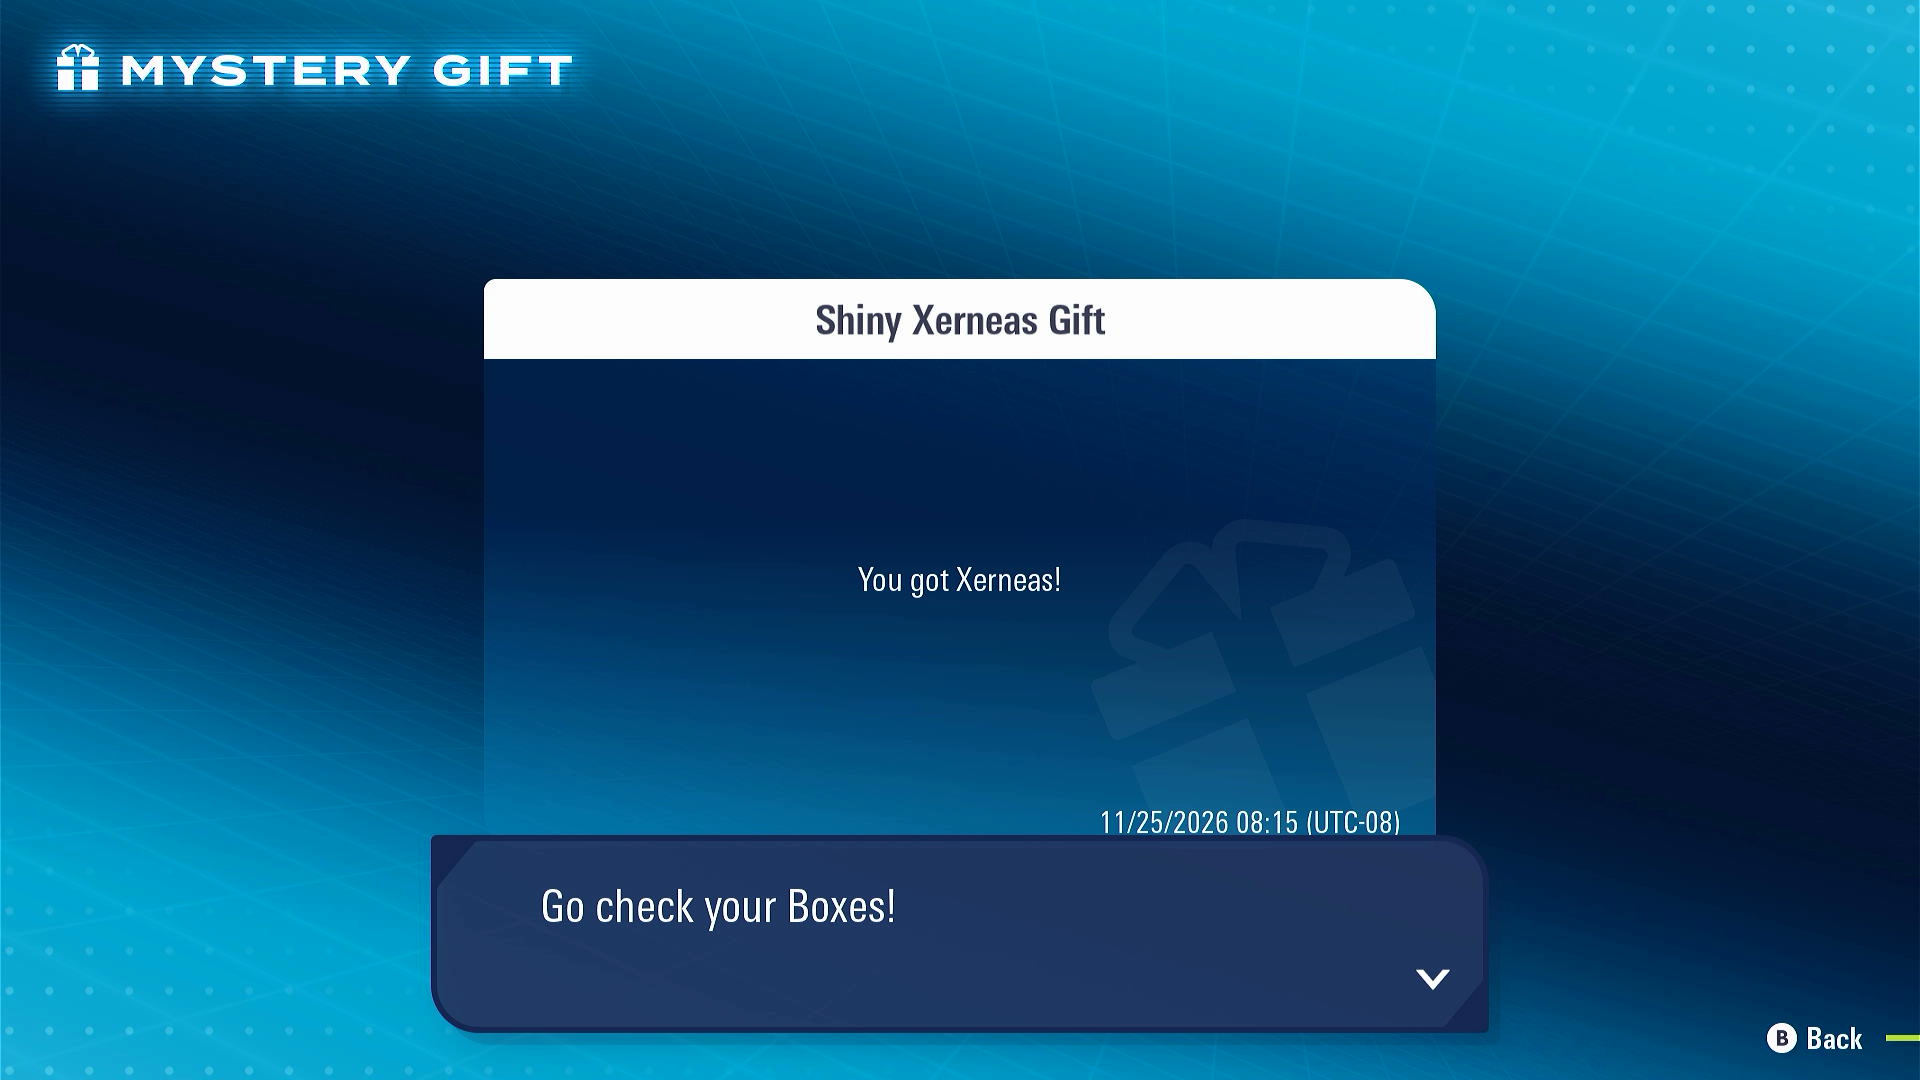 MYSTERY GIFT
Shiny Xerneas Gift
You got Xerneas!
11/25/2026 08:15 (UTC-08)
Go check your Boxes!
B Back